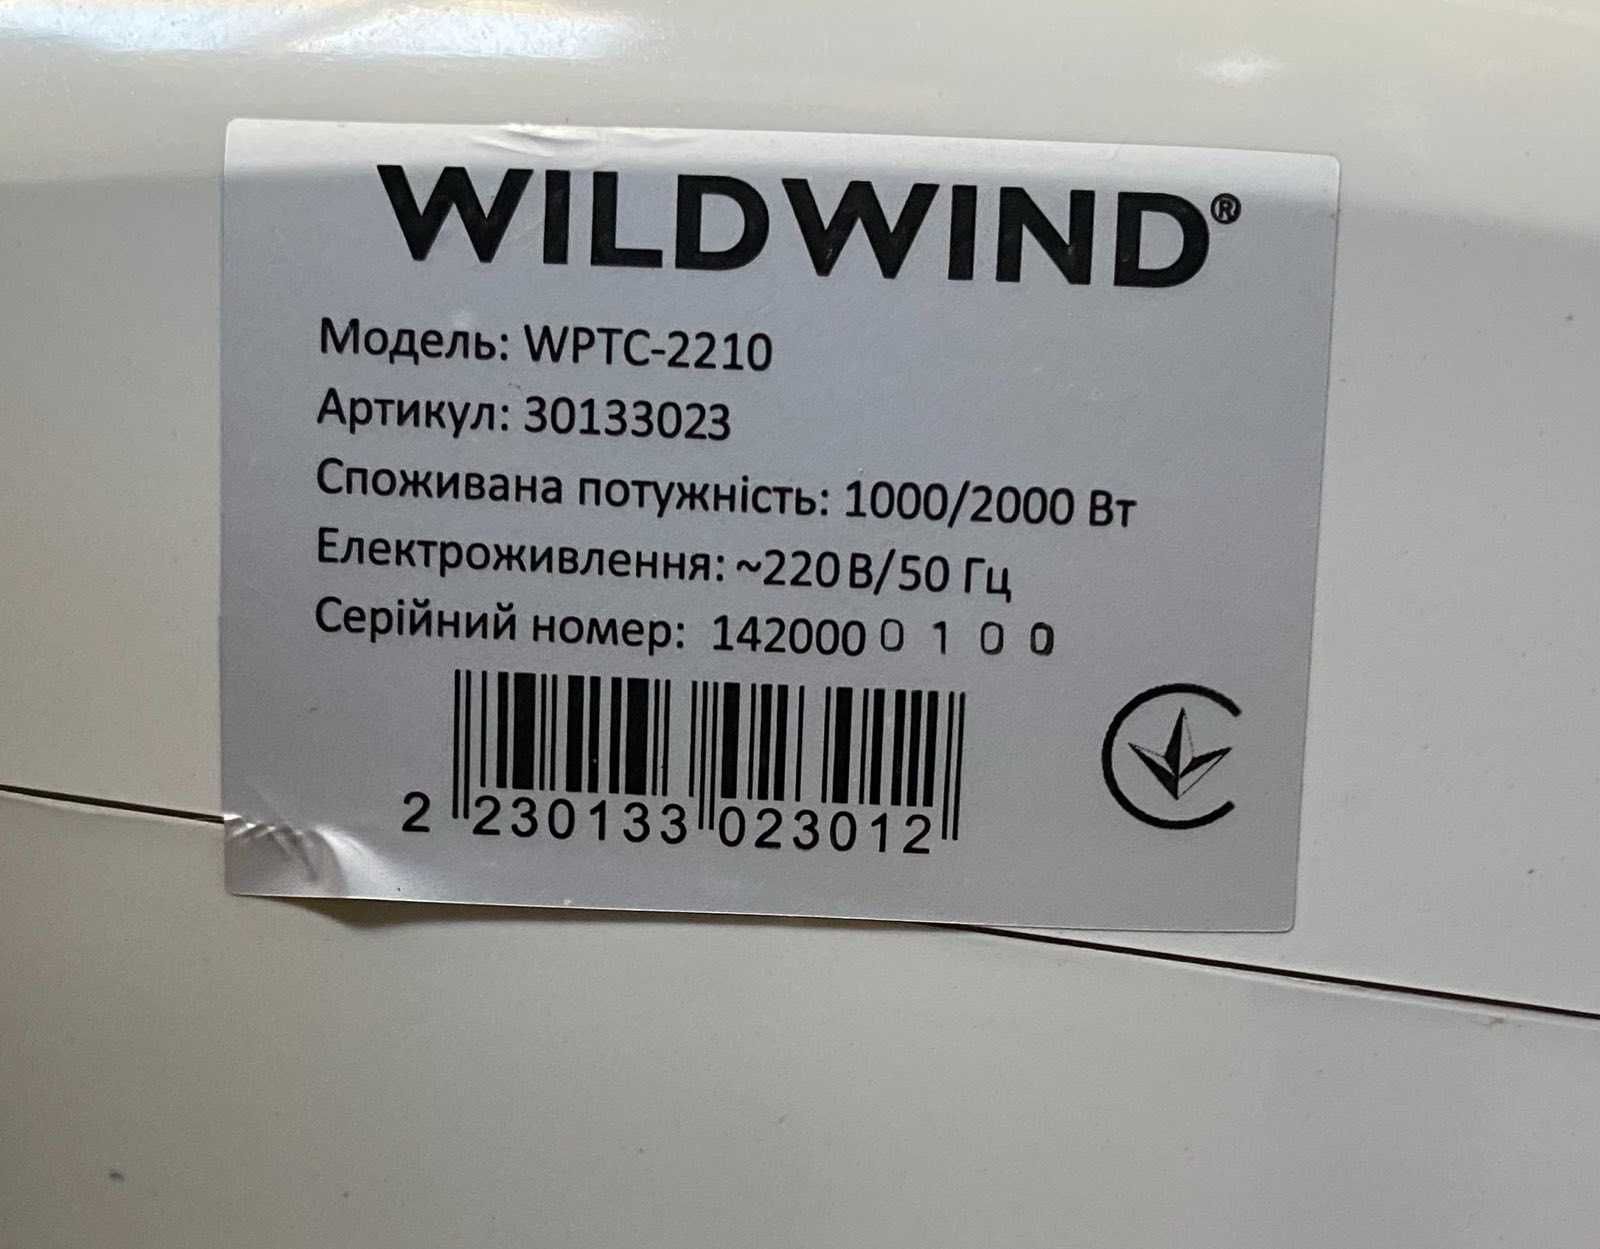 WILDWIND®
Модель: WPTC-2210
Артикул: 30133023
Споживана потужність: 1000/2000 Вт
Електроживлення: ~220В/50 Гц
Серійний номер: 142000 0 1 0 0
2 230133 023012